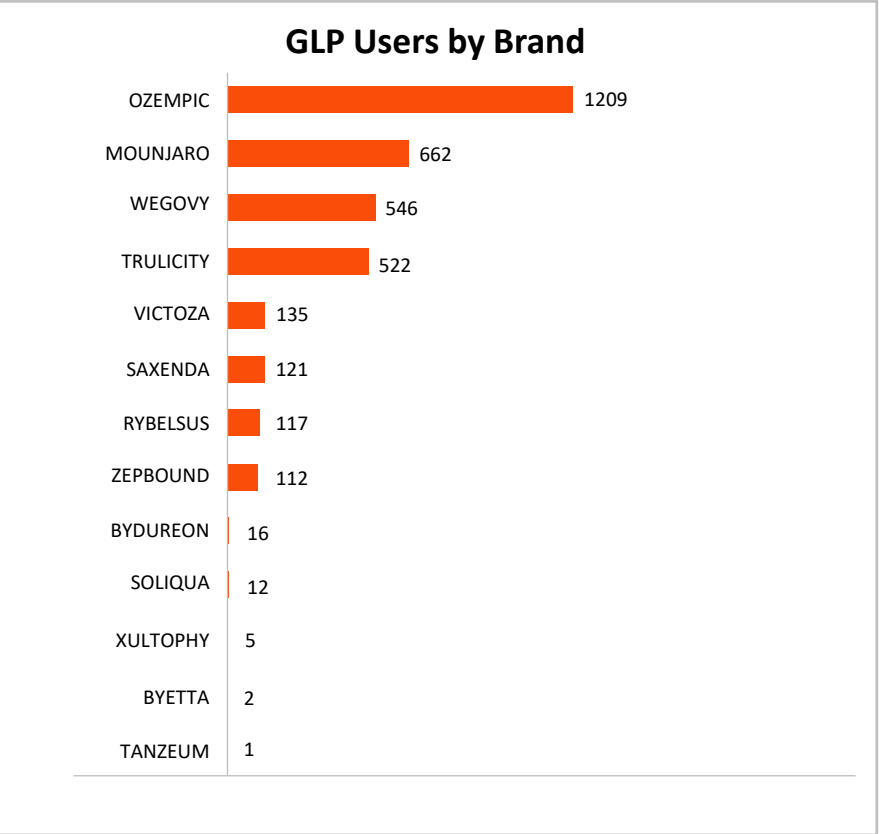 GLP Users by Brand
OZEMPIC 1209
MOUNJARO 662
WEGOVY 546
TRULICITY 522
VICTOZA 135
SAXENDA 121
RYBELSUS 117
ZEPBOUND 112
BYDUREON 16
SOLIQUA 12
XULTOPHY 5
BYETTA 2
TANZEUM 1